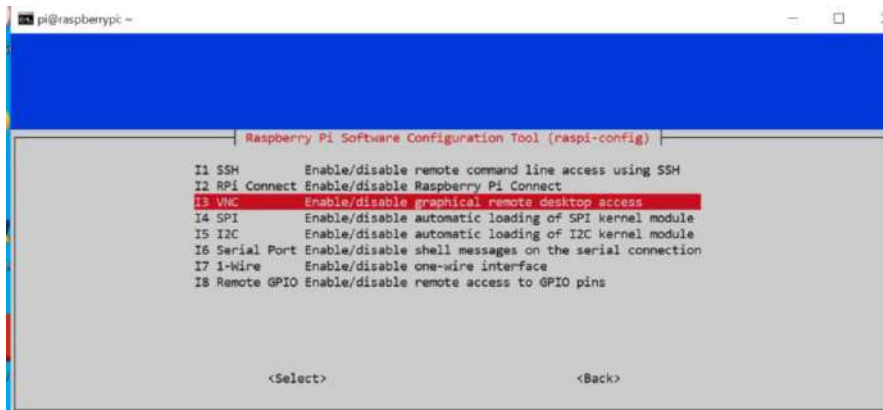 pi@raspberrypi: ~
Raspberry Pi Software Configuration Tool (raspi-config)
I1 SSH Enable/disable remote command line access using SSH
I2 RPi Connect Enable/disable Raspberry Pi Connect
I3 VNC Enable/disable graphical remote desktop access
I4 SPI Enable/disable automatic loading of SPI kernel module
I5 I2C Enable/disable automatic loading of I2C kernel module
I6 Serial Port Enable/disable shell messages on the serial connection
I7 1-Wire Enable/disable one-wire interface
I8 Remote GPIO Enable/disable remote access to GPIO pins
<Select> <Back>